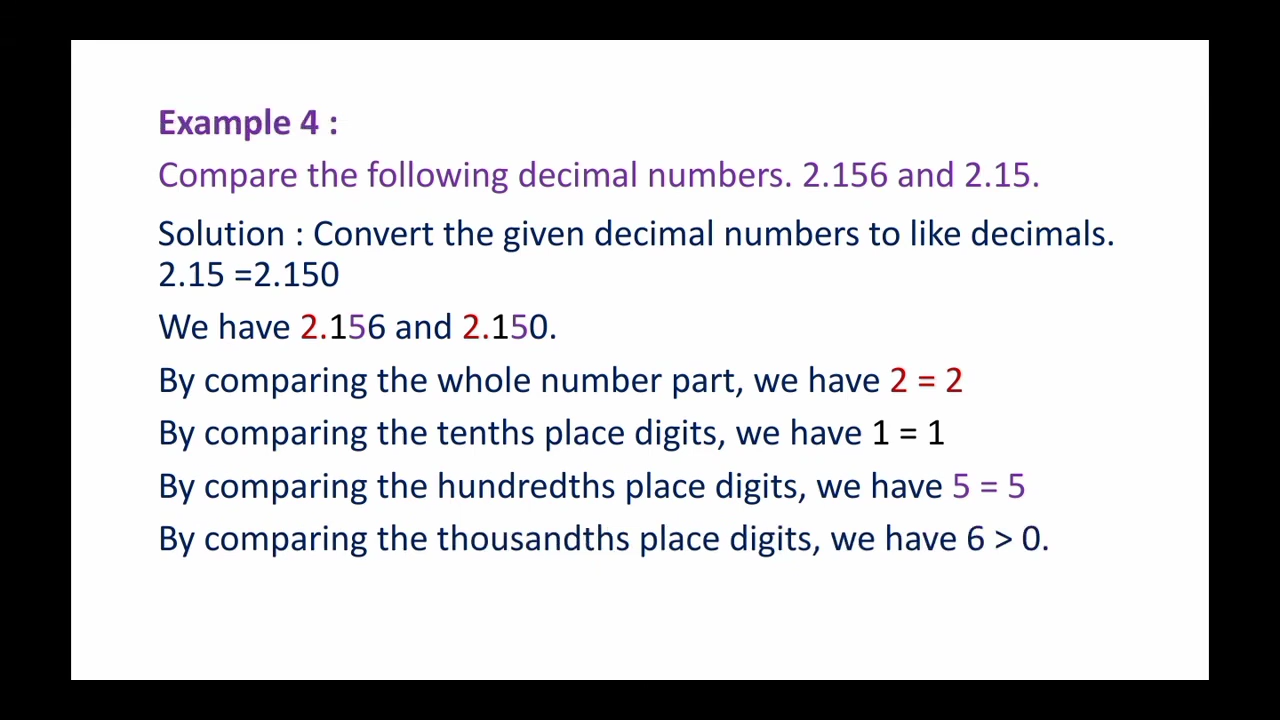 Example 4 :
Compare the following decimal numbers. 2.156 and 2.15.
Solution : Convert the given decimal numbers to like decimals.
2.15 =2.150
We have 2.156 and 2.150.
By comparing the whole number part, we have 2 = 2
By comparing the tenths place digits, we have 1 = 1
By comparing the hundredths place digits, we have 5 = 5
By comparing the thousandths place digits, we have 6 > 0.